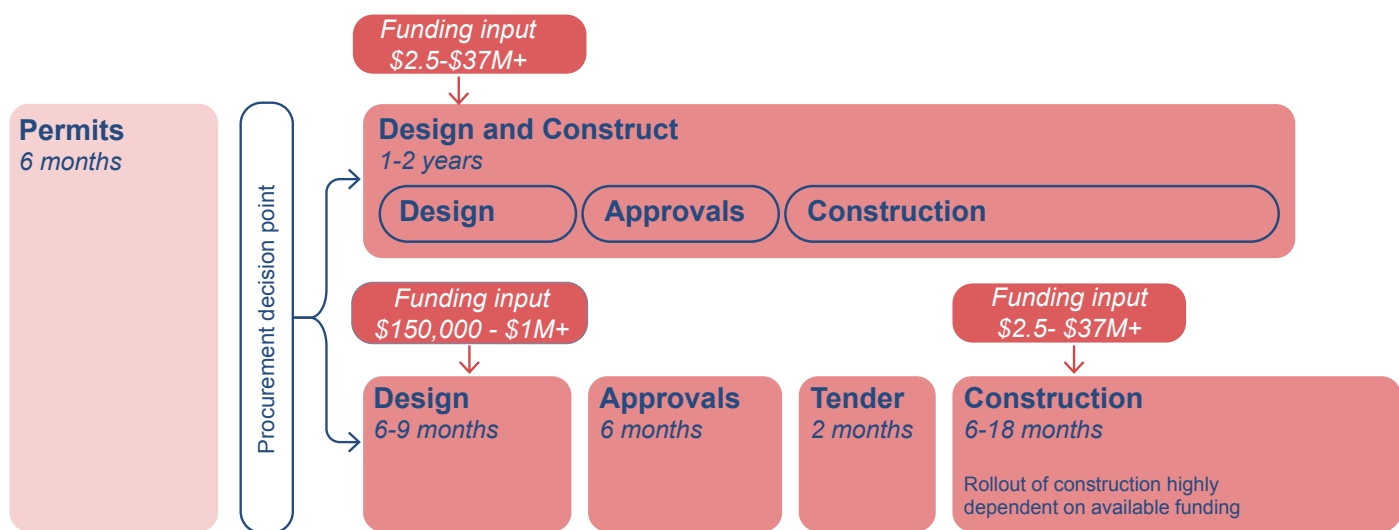 Permits
6 months
Procurement decision point
Funding input
$2.5-$37M+
Design and Construct
1-2 years
Design
Approvals
Construction
Funding input
$150,000 - $1M+
Design
6-9 months
Approvals
6 months
Tender
2 months
Funding input
$2.5- $37M+
Construction
6-18 months
Rollout of construction highly
dependent on available funding